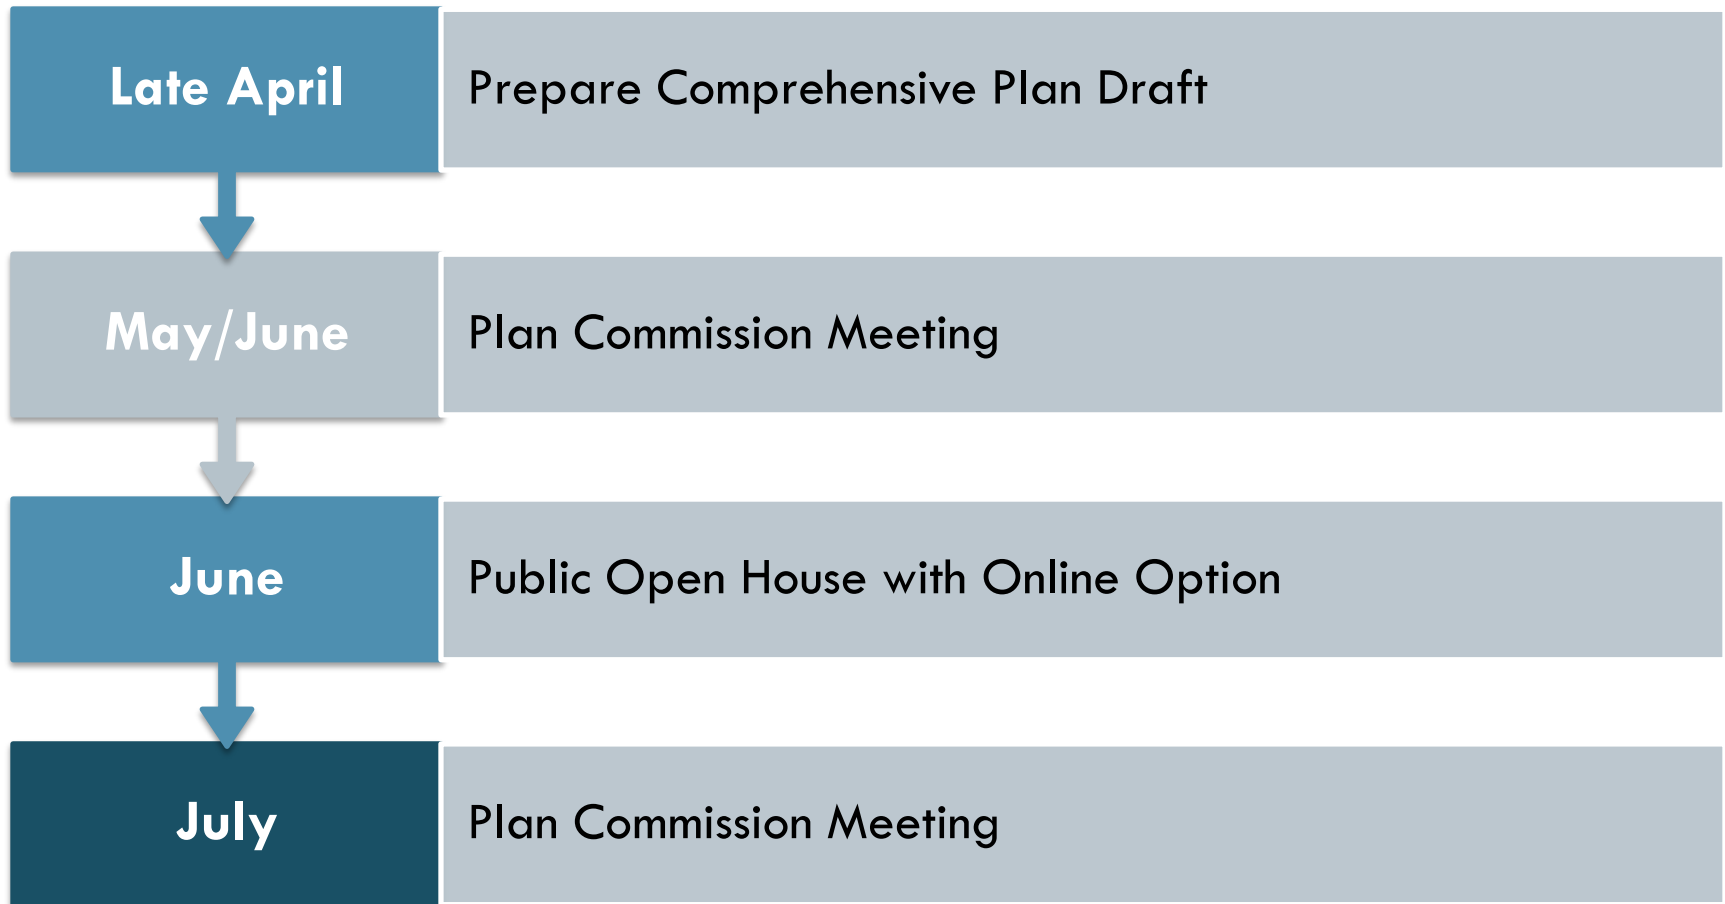 Late April
Prepare Comprehensive Plan Draft
May/June
Plan Commission Meeting
June
Public Open House with Online Option
July
Plan Commission Meeting